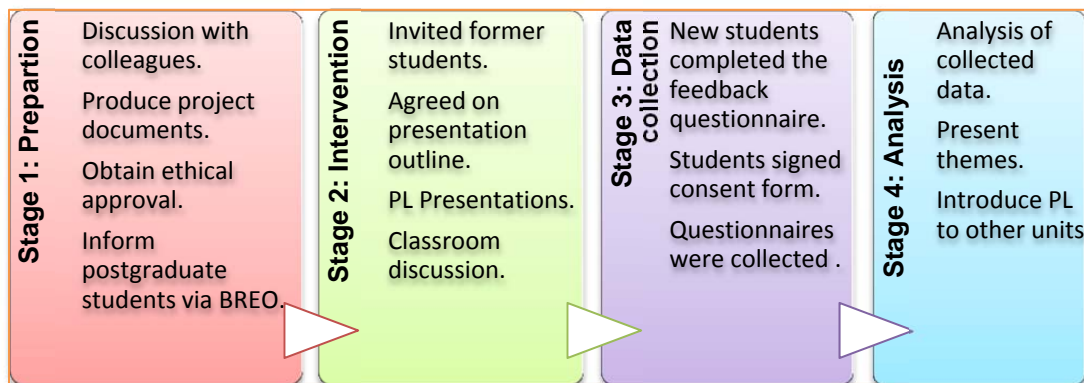 Stage 1: Prepartion
Discussion with
colleagues.
Produce project
documents.
Obtain ethical
approval.
Inform
postgraduate
students via BREO.
Stage 2: Intervention
Invited former
students.
Agreed on
presentation
outline.
PL Presentations.
Classroom
discussion.
Stage 3: Data
collection
New students
completed the
feedback
questionnaire.
Students signed
consent form.
Questionnaires
were collected .
Stage 4: Analysis
Analysis of
collected
data.
Present
themes.
Introduce PL
to other units